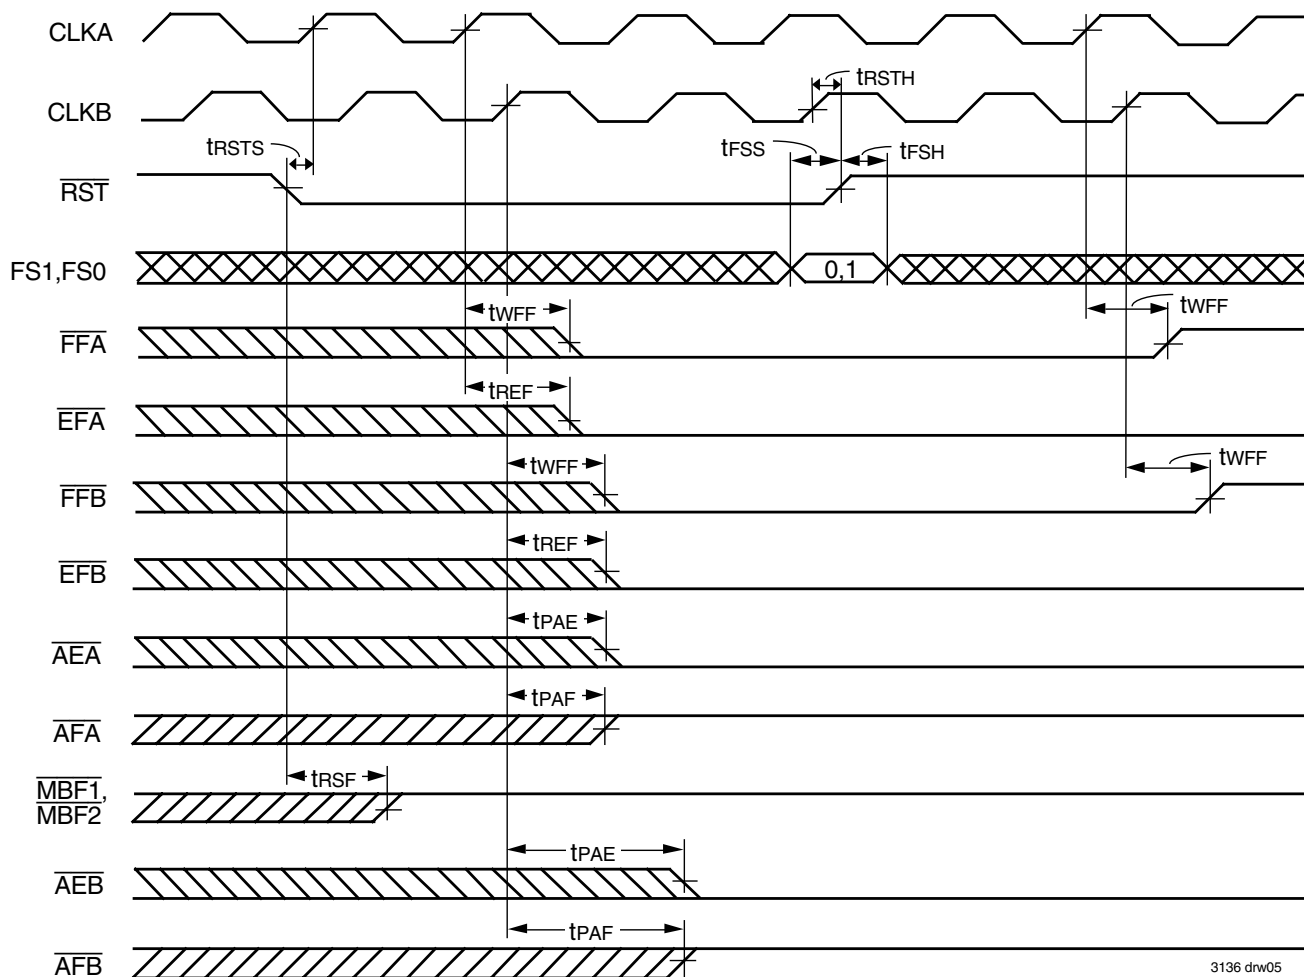 CLKA
CLKB
tRSTH
tRSTS
tFSS
tFSH
RST
FS1,FS0
0,1
tWFF
tWFF
FFA
tREF
EFA
tWFF
tWFF
FFB
tREF
EFB
tPAE
AEA
tPAF
AFA
tRSF
MBF1,
MBF2
tPAE
AEB
tPAF
AFB
3136 drw05